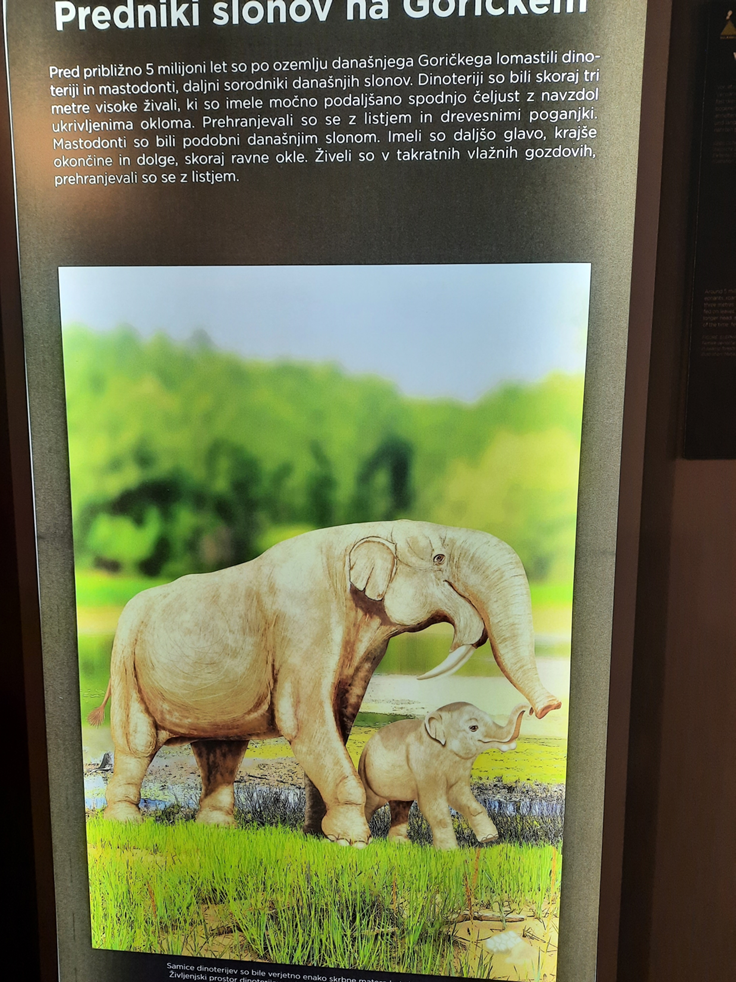 Predniki slonov na Goričkem
Pred približno 5 milijoni let so po ozemlju današnjega Goričkega lomastili dino-
teriji in mastodonti, daljni sorodniki današnjih slonov. Dinoteriji so bili skoraj tri
metre visoke živali, ki so imele močno podaljšano spodnjo čeljust z navzdol
ukrivljenima okloma. Prehranjevali so se z listjem in drevesnimi poganjki.
Mastodonti so bili podobni današnjim slonom. Imeli so daljšo glavo, krajše
okončine in dolge, skoraj ravne okle. Živeli so v takratnih vlažnih gozdovih,
prehranjevali so se z listjem.
Samice dinoterijev so bile verjetno enako skrbne
Življenjski prostor